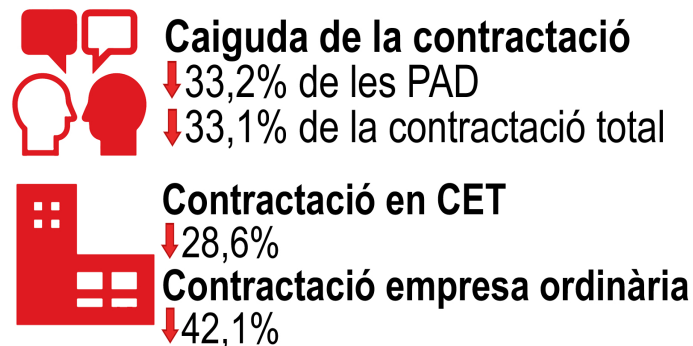 Caiguda de la contractació
33,2% de les PAD
33,1% de la contractació total
Contractació en CET
28,6%
Contractació empresa ordinària
42,1%